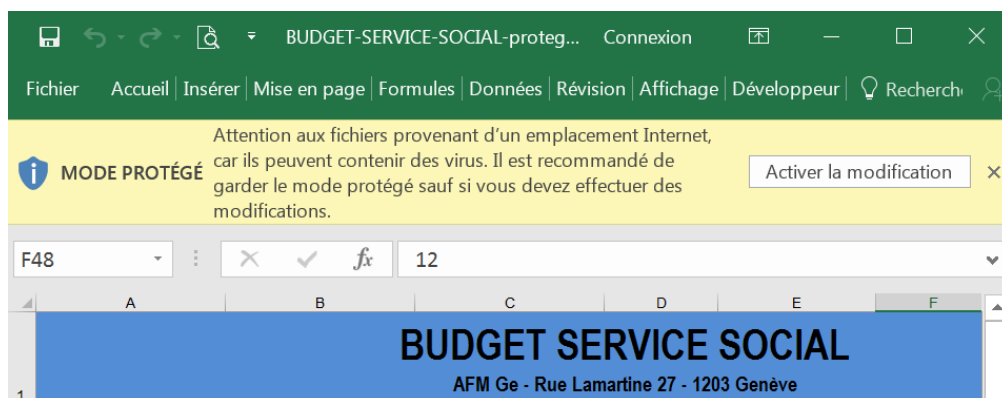 BUDGET-SERVICE-SOCIAL-proteg... Connexion
Fichier Accueil Insérer Mise en page Formules Données Révision Affichage Développeur Recherch
Attention aux fichiers provenant d'un emplacement Internet,
MODE PROTÉGÉ car ils peuvent contenir des virus. Il est recommandé de
garder le mode protégé sauf si vous devez effectuer des
modifications.
Activer la modification
F48 fx 12
A B C D E F
BUDGET SERVICE SOCIAL
1 AFM Ge - Rue Lamartine 27 - 1203 Genève